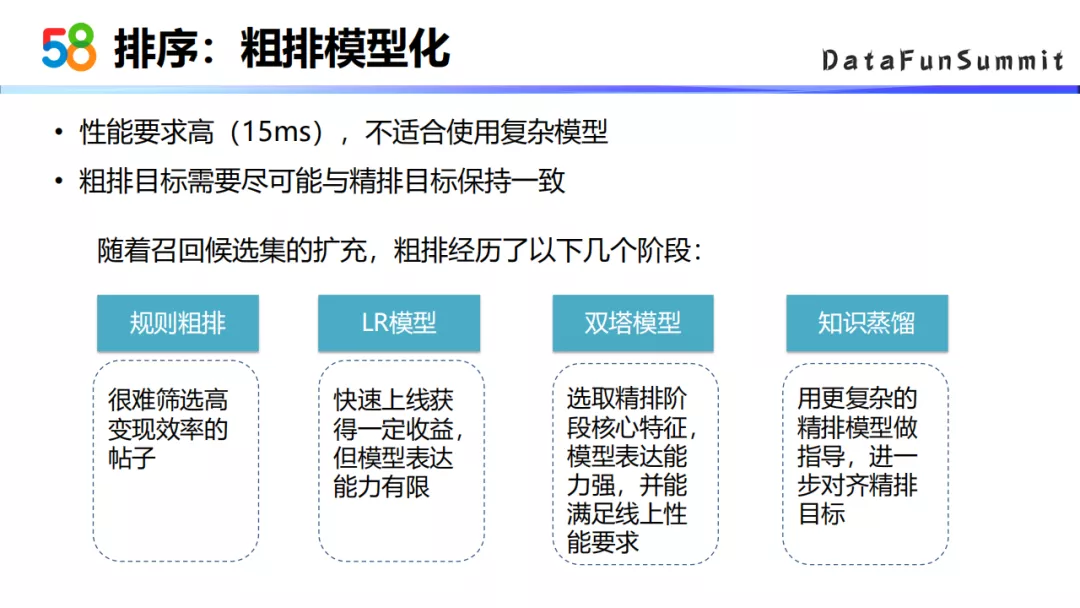 58 排序：粗排模型化
DataFunSummit
• 性能要求高（15ms），不适合使用复杂模型
• 粗排目标需要尽可能与精排目标保持一致
随着召回候选集的扩充，粗排经历了以下几个阶段：
规则粗排
很难筛选高
变现效率的
帖子
LR模型
快速上线获
得一定收益，
但模型表达
能力有限
双塔模型
选取精排阶
段核心特征，
模型表达能
力强，并能
满足线上性
能要求
知识蒸馏
用更复杂的
精排模型做
指导，进一
步对齐精排
目标